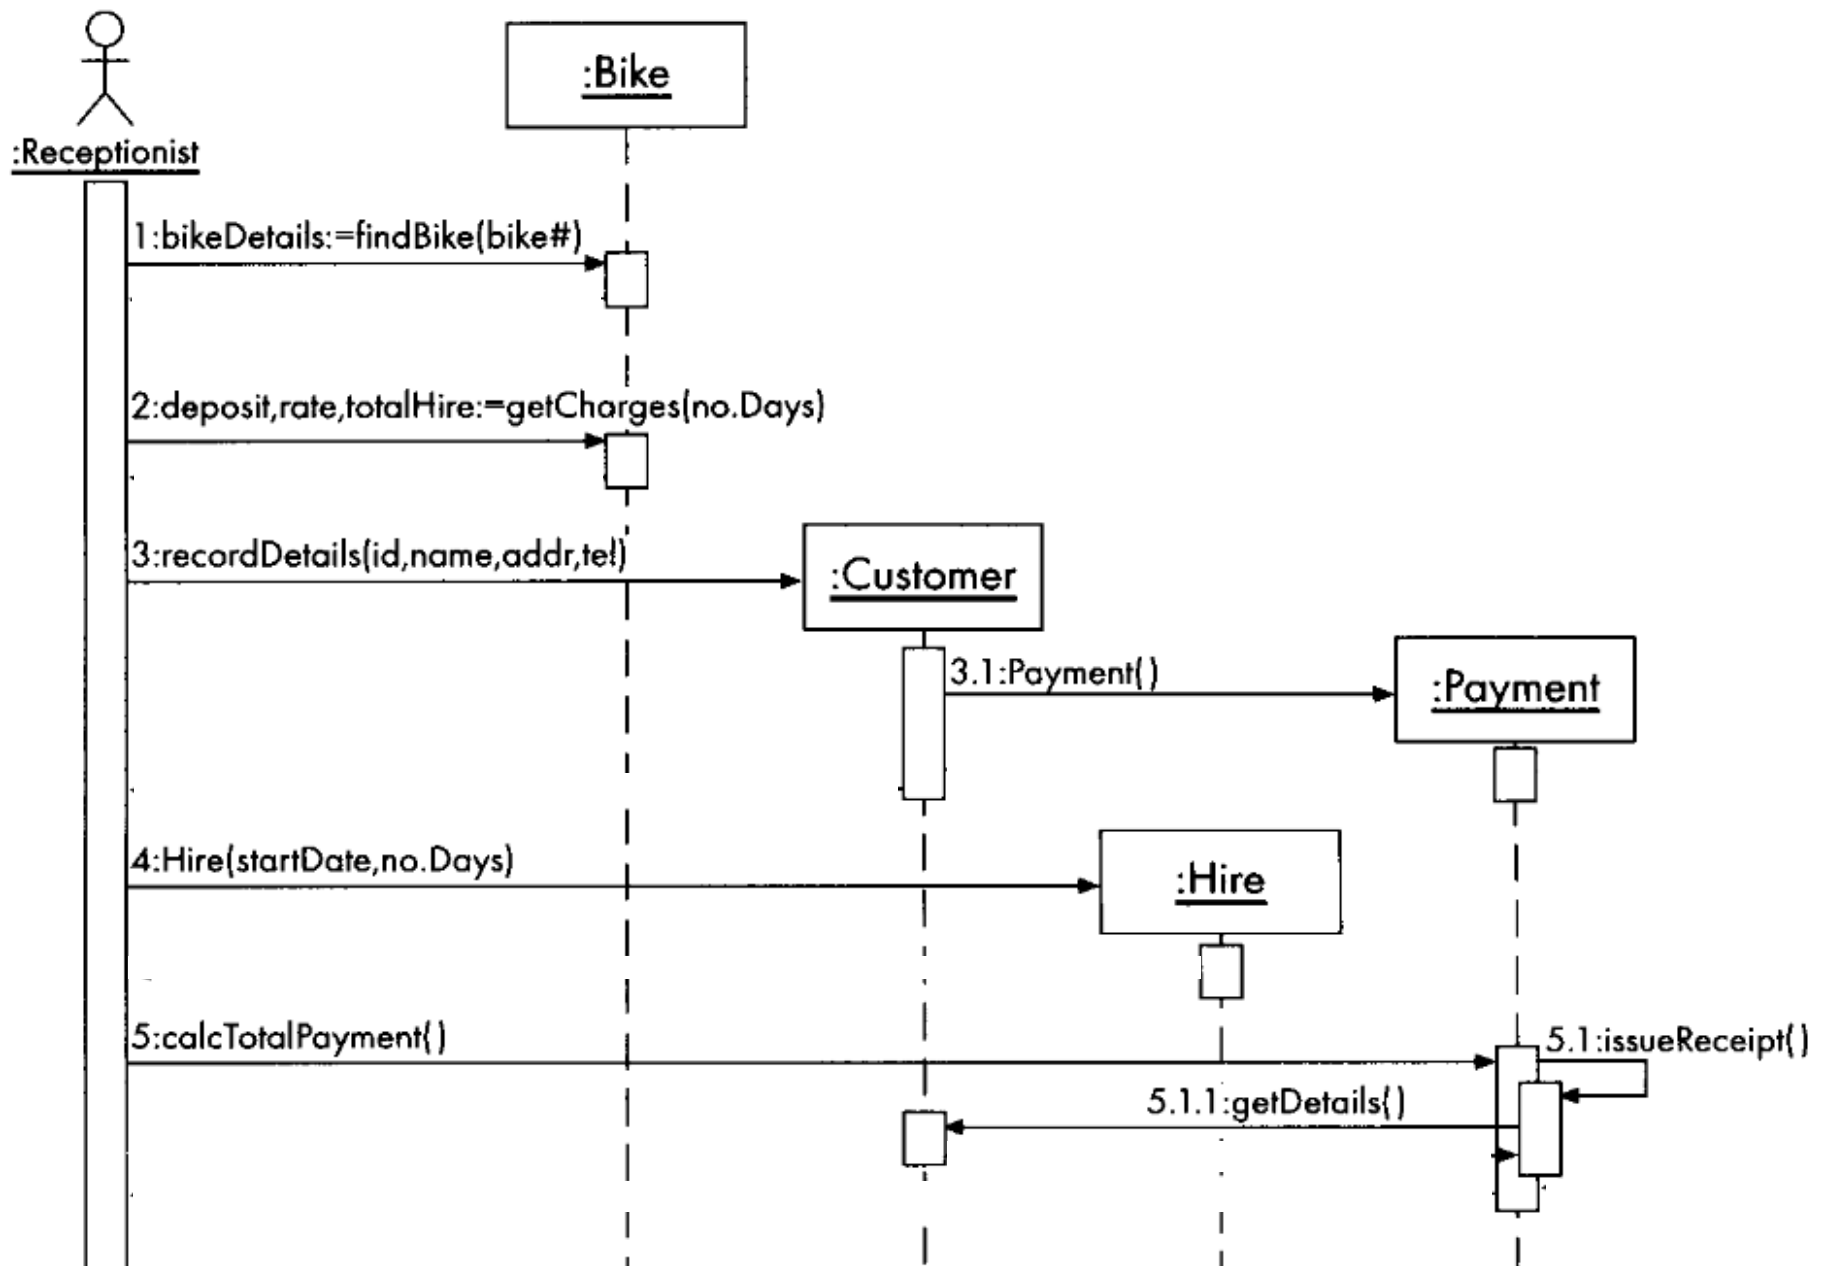 :Bike
:Receptionist
1:bikeDetails:=findBike(bike#)
2:deposit,rate,totalHire:=getCharges(no.Days)
3:recordDetails(id,name,addr,tel)
:Customer
3.1:Payment()
:Payment
4:Hire(startDate,no.Days)
:Hire
5:calcTotalPayment()
5.1:issueReceipt()
5.1.1:getDetails()